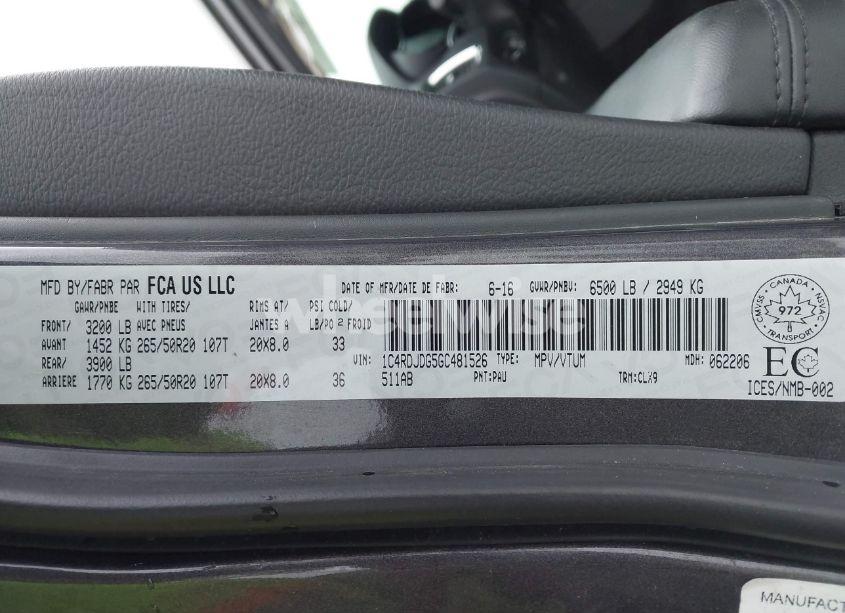 MFD BY/FABR PAR FCA US LLC
DATE OF MFR/DATE DE FABR: 6-16 GVWR/PNBV: 6500 LB / 2949 KG
GAWR/PNBE WITH TIRES/ RIMS AT/ PSI COLD/
FRONT/ 3200 LB AVEC PNEUS JANTES A LB/PO 2 FROID
AVANT 1452 KG 265/50R20 107T 20X8.0 33
REAR/ 3900 LB
ARRIERE 1770 KG 265/50R20 107T 20X8.0 36
VIN: 1C4RDJDG5GC481526 TYPE: MPV/VTUM MDH: 062206
511AB PNT:PAU TRM:CLX9
CANADA
CMVSS NSVAC
972
TRANSPORT
EC
ICES/NMB-002
wheelwise
MANUFACT